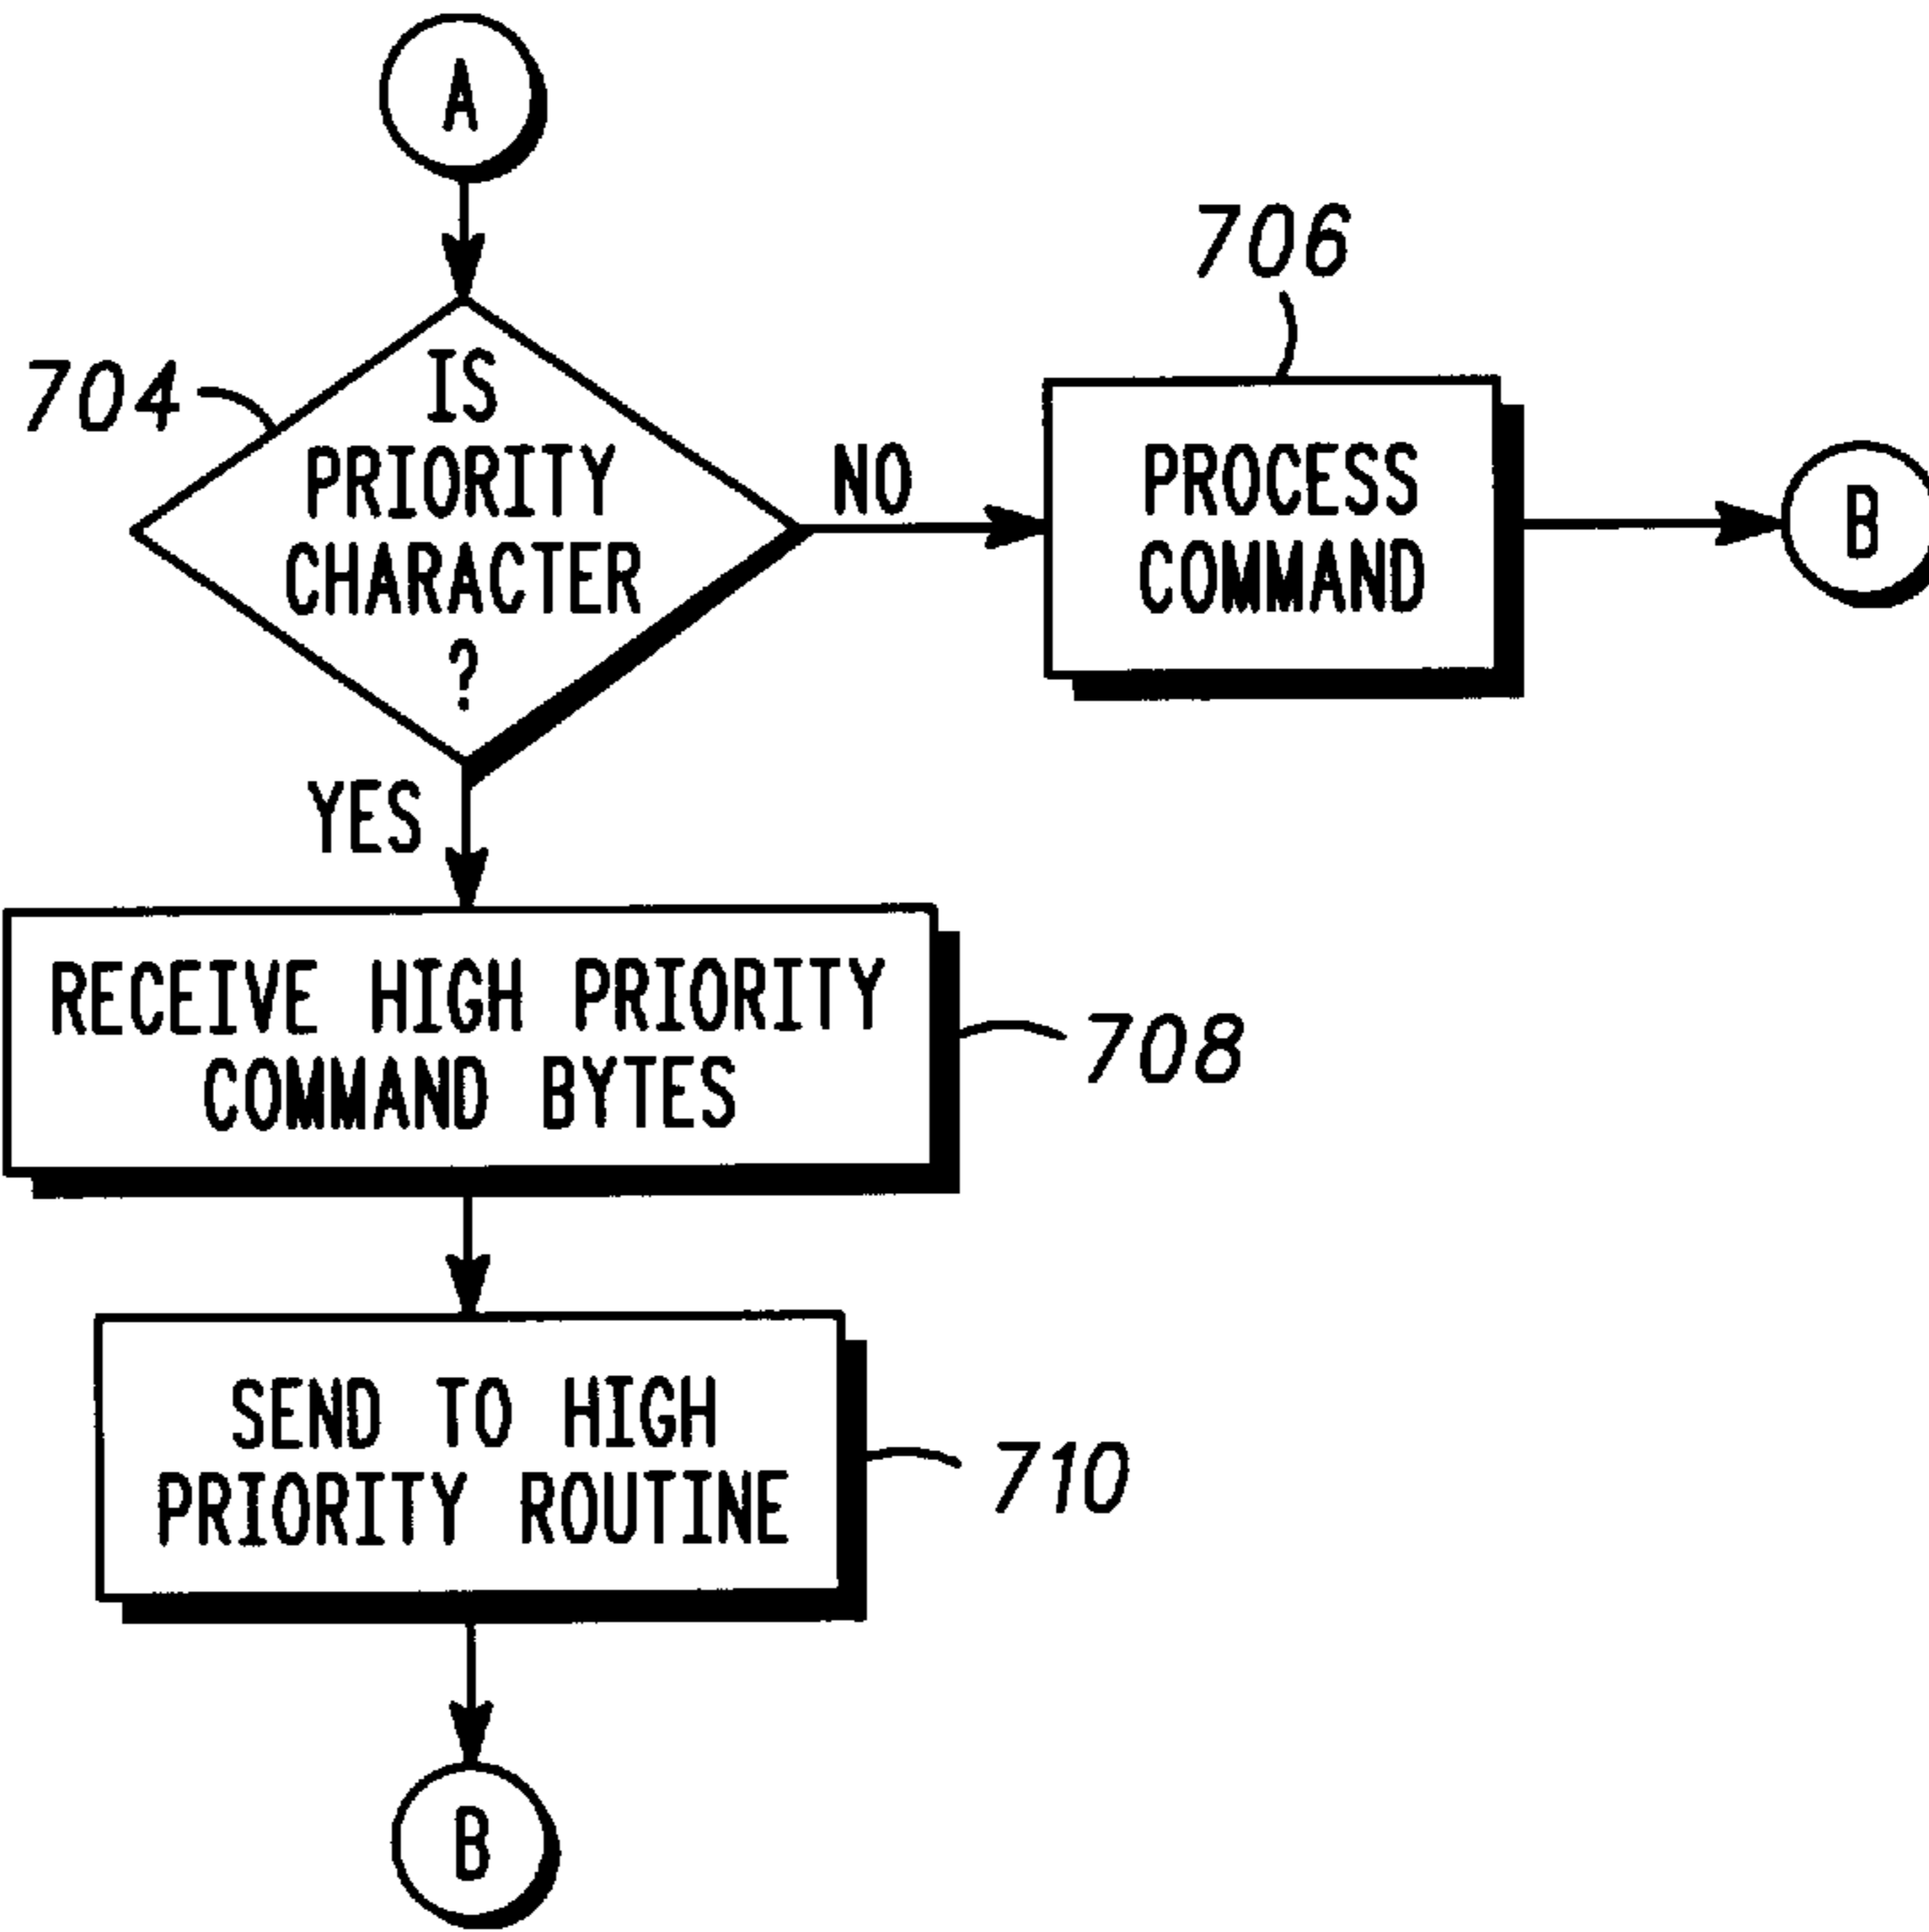 A
704
IS
PRIORITY
CHARACTER
?
NO
706
PROCESS
COMMAND
B
YES
RECEIVE HIGH PRIORITY
COMMAND BYTES
708
SEND TO HIGH
PRIORITY ROUTINE
710
B